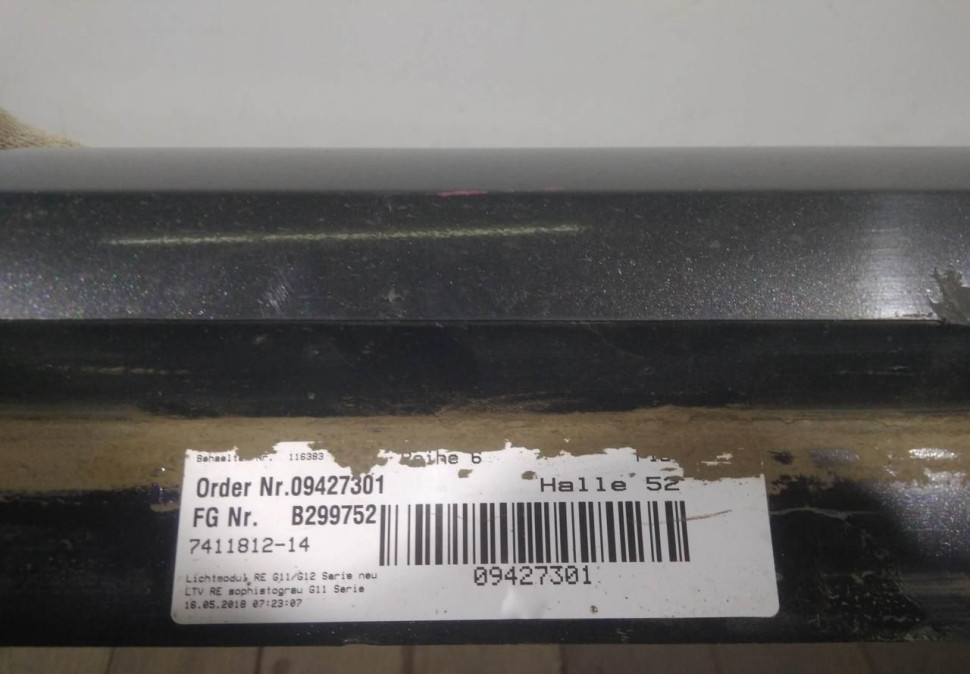 116383
Reihe 6
Order Nr.09427301
Halle 52
FG Nr. B299752
7411812-14
09427301
Lichtmodul RE G11/G12 Serie neu
LTV RE sophistograu G11 Serie
16.05.2018 07:23:07